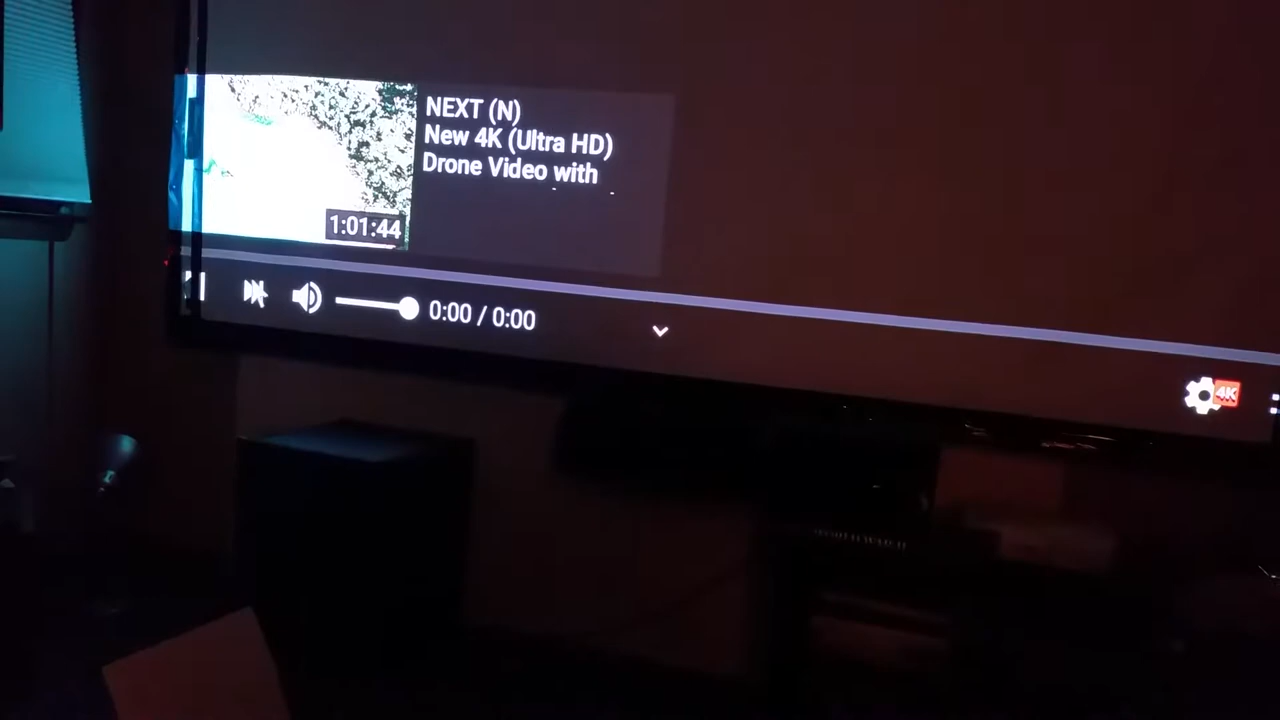 NEXT (N)
New 4K (Ultra HD)
Drone Video with
1:01:44
0:00 / 0:00
4K